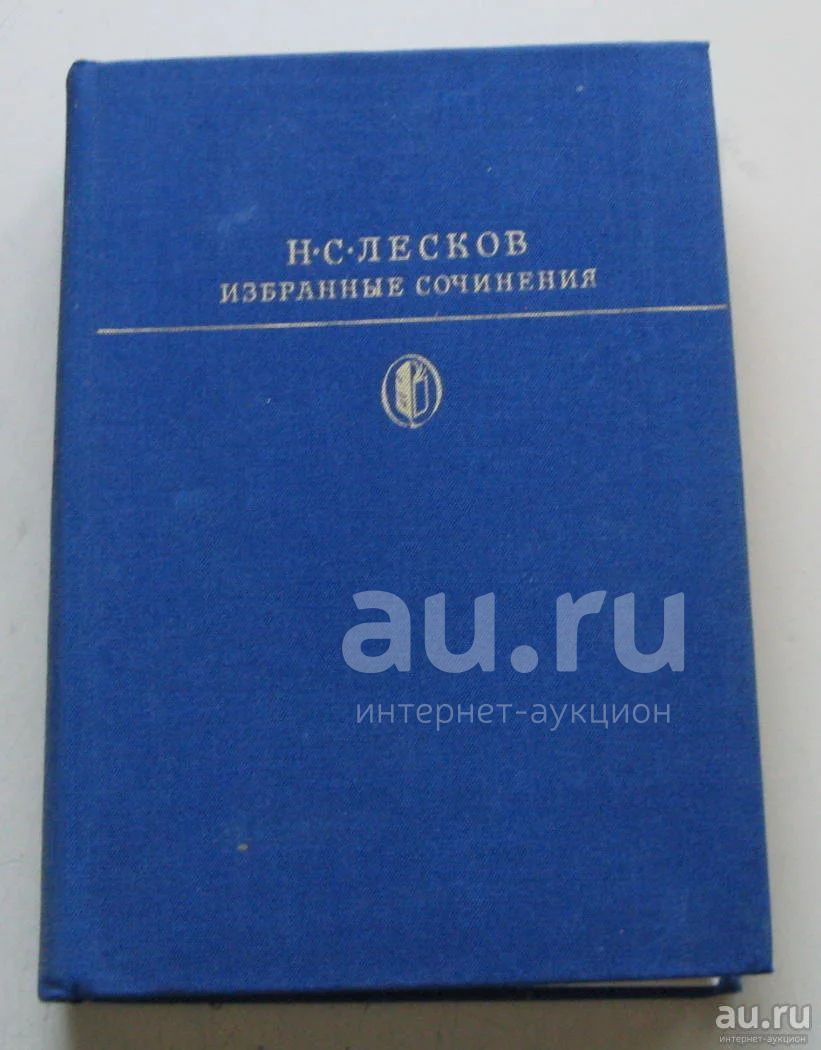 Н·С·ЛЕСКОВ
ИЗБРАННЫЕ СОЧИНЕНИЯ
au.ru
интернет-аукцион
au.ru
интернет-аукцион